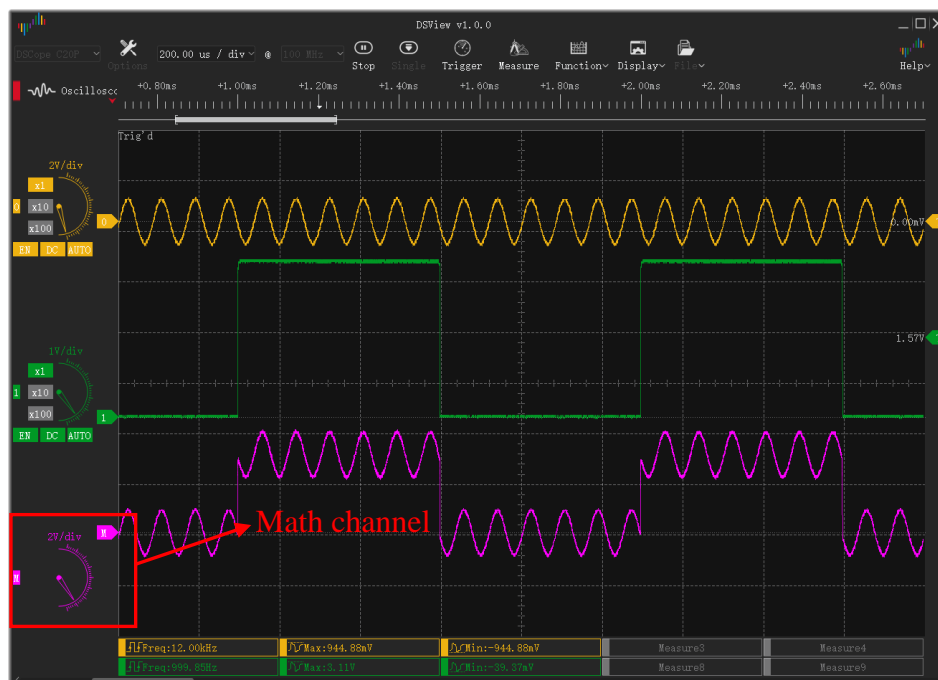 DSView v1.0.0
DSCope C20P
Options
200.00 us / div
@
100 MHz
Stop
Single
Trigger
Measure
Function
Display
File
Help
Oscillosc
+0.80ms
+1.00ms
+1.20ms
+1.40ms
+1.60ms
+1.80ms
+2.00ms
+2.20ms
+2.40ms
+2.60ms
Trig'd
2V/div
x1
0
x10
x100
EN DC AUTO
0
0.00mV
1.57V
1V/div
x1
1
x10
x100
EN DC AUTO
1
M
2V/div
M
Math channel
Freq:12.00kHz
Max:944.88mV
Min:-944.88mV
Measure3
Measure4
Freq:999.85Hz
Max:3.11V
Min:-39.37mV
Measure8
Measure9